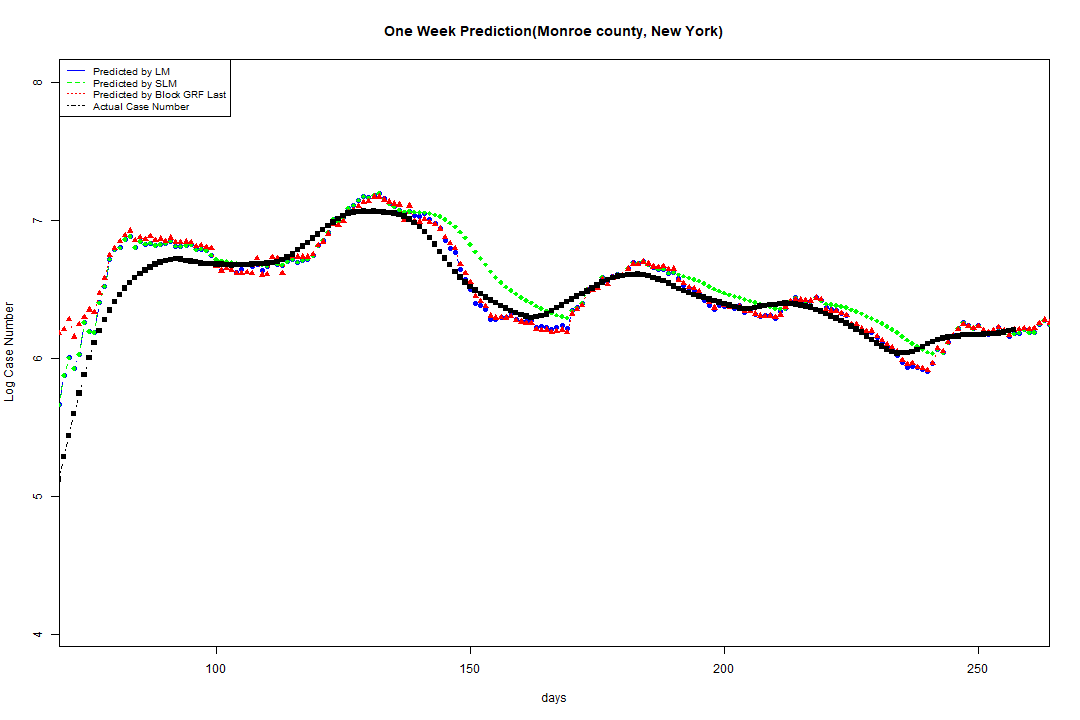 One Week Prediction(Monroe county, New York)
Predicted by LM
Predicted by SLM
Predicted by Block GRF Last
Actual Case Number
8
7
6
5
4
Log Case Number
100 150 200 250
days